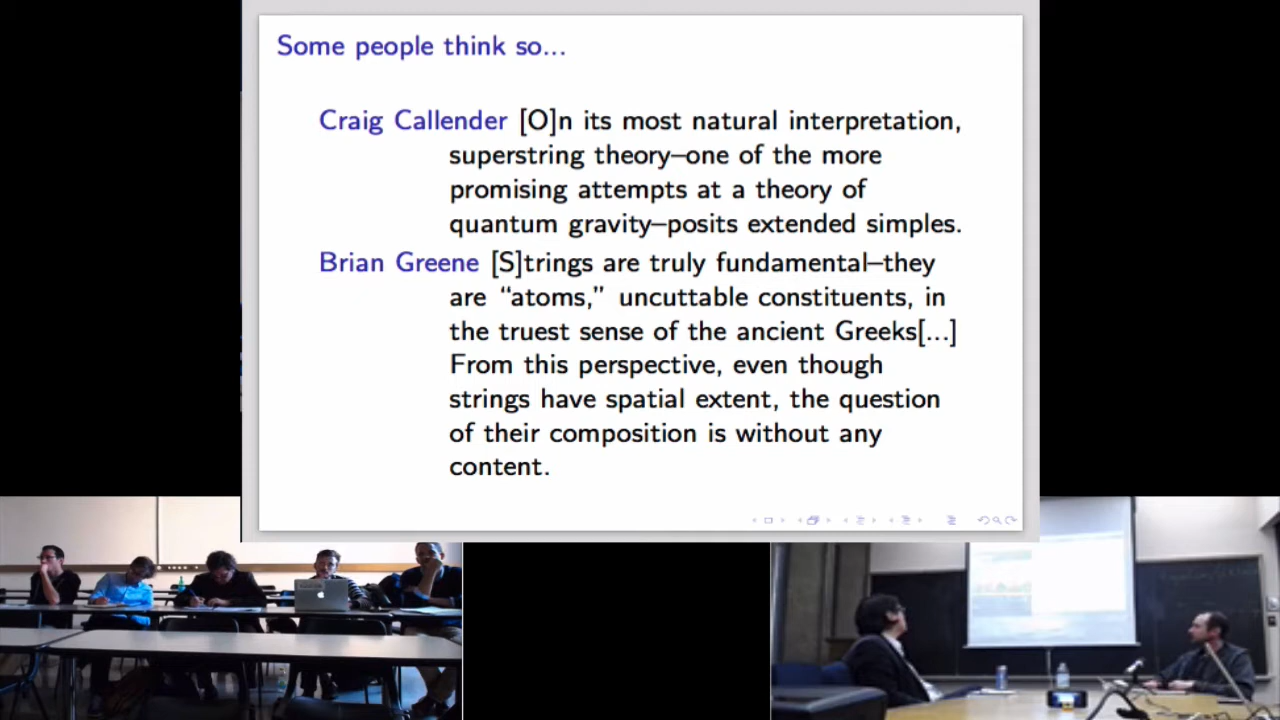 Some people think so...
Craig Callender [O]n its most natural interpretation,
superstring theory–one of the more
promising attempts at a theory of
quantum gravity–posits extended simples.
Brian Greene [S]trings are truly fundamental–they
are “atoms,” uncuttable constituents, in
the truest sense of the ancient Greeks[...]
From this perspective, even though
strings have spatial extent, the question
of their composition is without any
content.